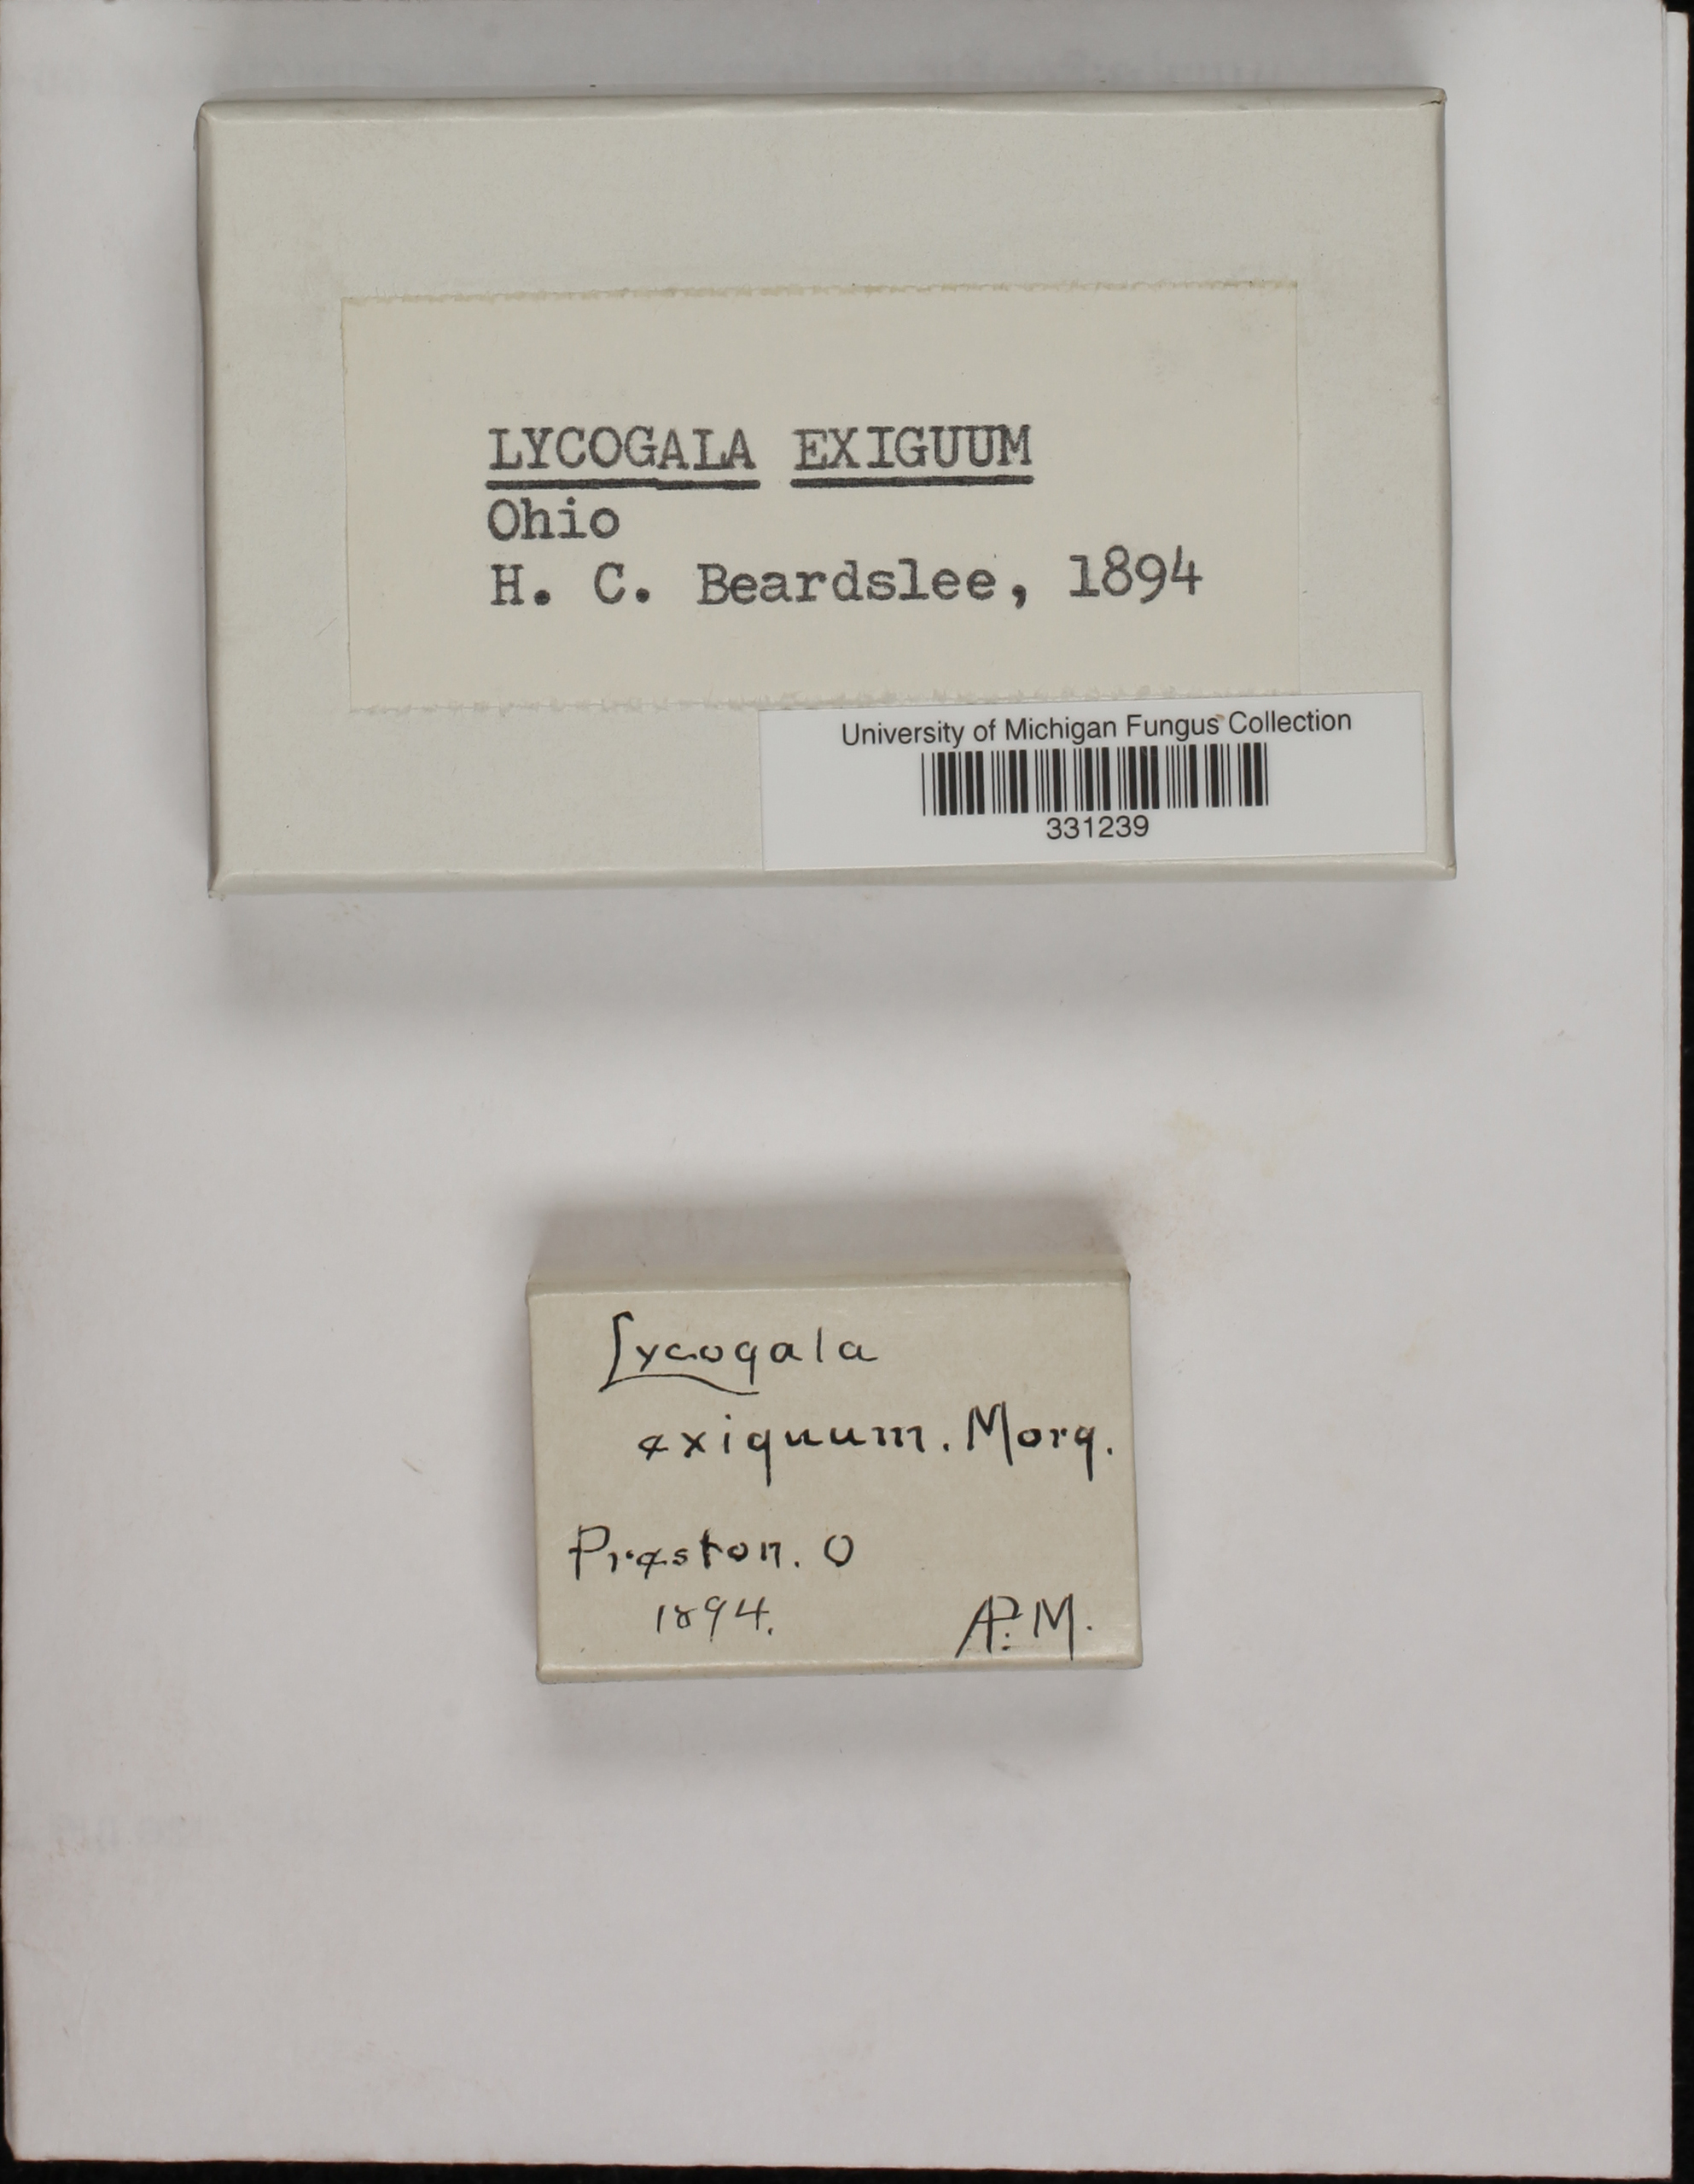 LYCOGALA EXIGUUM
Ohio
H. C. Beardslee, 1894
University of Michigan Fungus Collection
331239
Lycogala
exiguum. Morg.
Preston. O
1894. A.P. M.